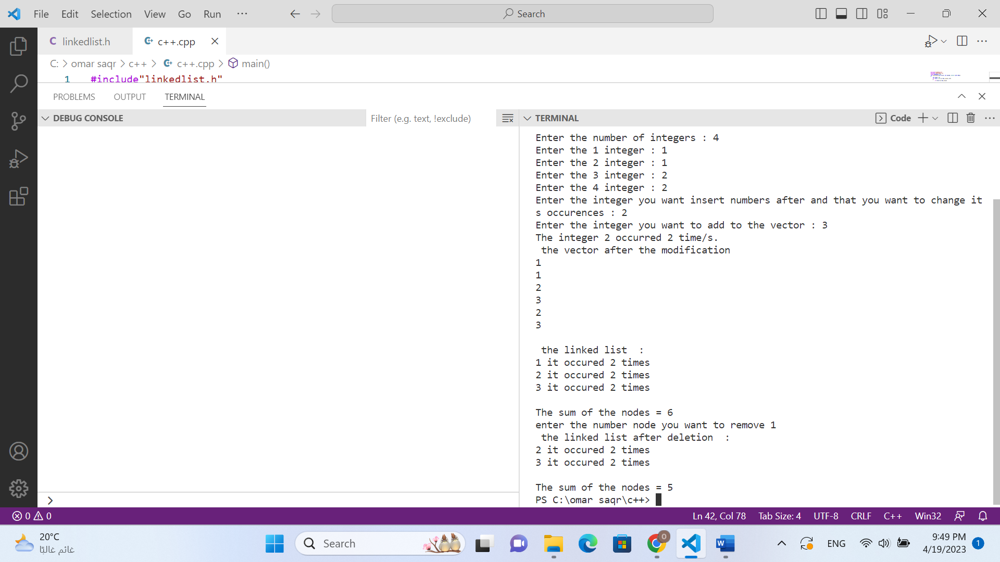 File Edit Selection View Go Run ··· Search
linkedlist.h c++.cpp
C: > omar saqr > c++ > c++.cpp > main()
1 #include"linkedlist.h"
PROBLEMS OUTPUT TERMINAL
DEBUG CONSOLE Filter (e.g. text, !exclude)
TERMINAL Code
Enter the number of integers : 4
Enter the 1 integer : 1
Enter the 2 integer : 1
Enter the 3 integer : 2
Enter the 4 integer : 2
Enter the integer you want insert numbers after and that you want to change it
s occurences : 2
Enter the integer you want to add to the vector : 3
The integer 2 occurred 2 time/s.
the vector after the modification
1
1
2
3
2
3
the linked list  :
1 it occured 2 times
2 it occured 2 times
3 it occured 2 times
The sum of the nodes = 6
enter the number node you want to remove 1
the linked list after deletion  :
2 it occured 2 times
3 it occured 2 times
The sum of the nodes = 5
PS C:\omar saqr\c++>
>
0 0 Ln 42, Col 78 Tab Size: 4 UTF-8 CRLF C++ Win32
20°C
غائم غالبًا
Search
0
W
ENG
9:49 PM
4/19/2023
1